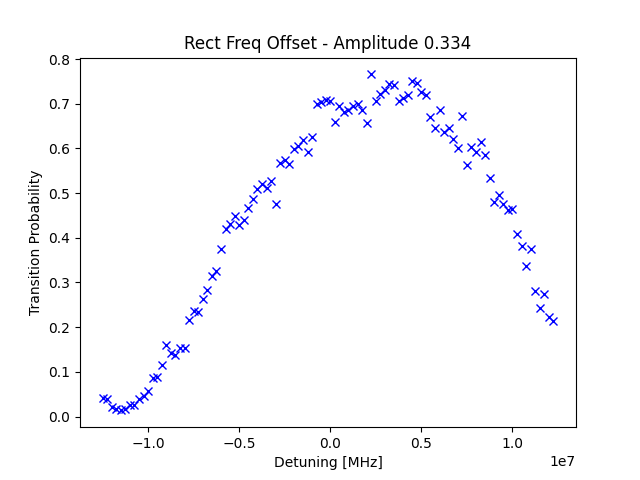 Rect Freq Offset - Amplitude 0.334
Transition Probability
0.8
0.7
0.6
0.5
0.4
0.3
0.2
0.1
0.0
−1.0 −0.5 0.0 0.5 1.0
1e7
Detuning [MHz]